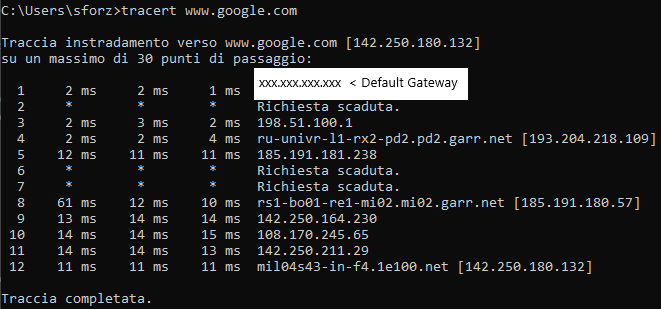 C:\Users\sforz>tracert www.google.com
Traccia instradamento verso www.google.com [142.250.180.132]
su un massimo di 30 punti di passaggio:
1 2 ms 2 ms 1 ms xxx.xxx.xxx.xxx < Default Gateway
2 * * * Richiesta scaduta.
3 2 ms 3 ms 2 ms 198.51.100.1
4 2 ms 2 ms 4 ms ru-univr-l1-rx2-pd2.pd2.garr.net [193.204.218.109]
5 12 ms 11 ms 11 ms 185.191.181.238
6 * * * Richiesta scaduta.
7 * * * Richiesta scaduta.
8 61 ms 12 ms 10 ms rs1-bo01-re1-mi02.mi02.garr.net [185.191.180.57]
9 13 ms 14 ms 14 ms 142.250.164.230
10 14 ms 14 ms 15 ms 108.170.245.65
11 14 ms 14 ms 13 ms 142.250.211.29
12 11 ms 11 ms 11 ms mil04s43-in-f4.1e100.net [142.250.180.132]
Traccia completata.